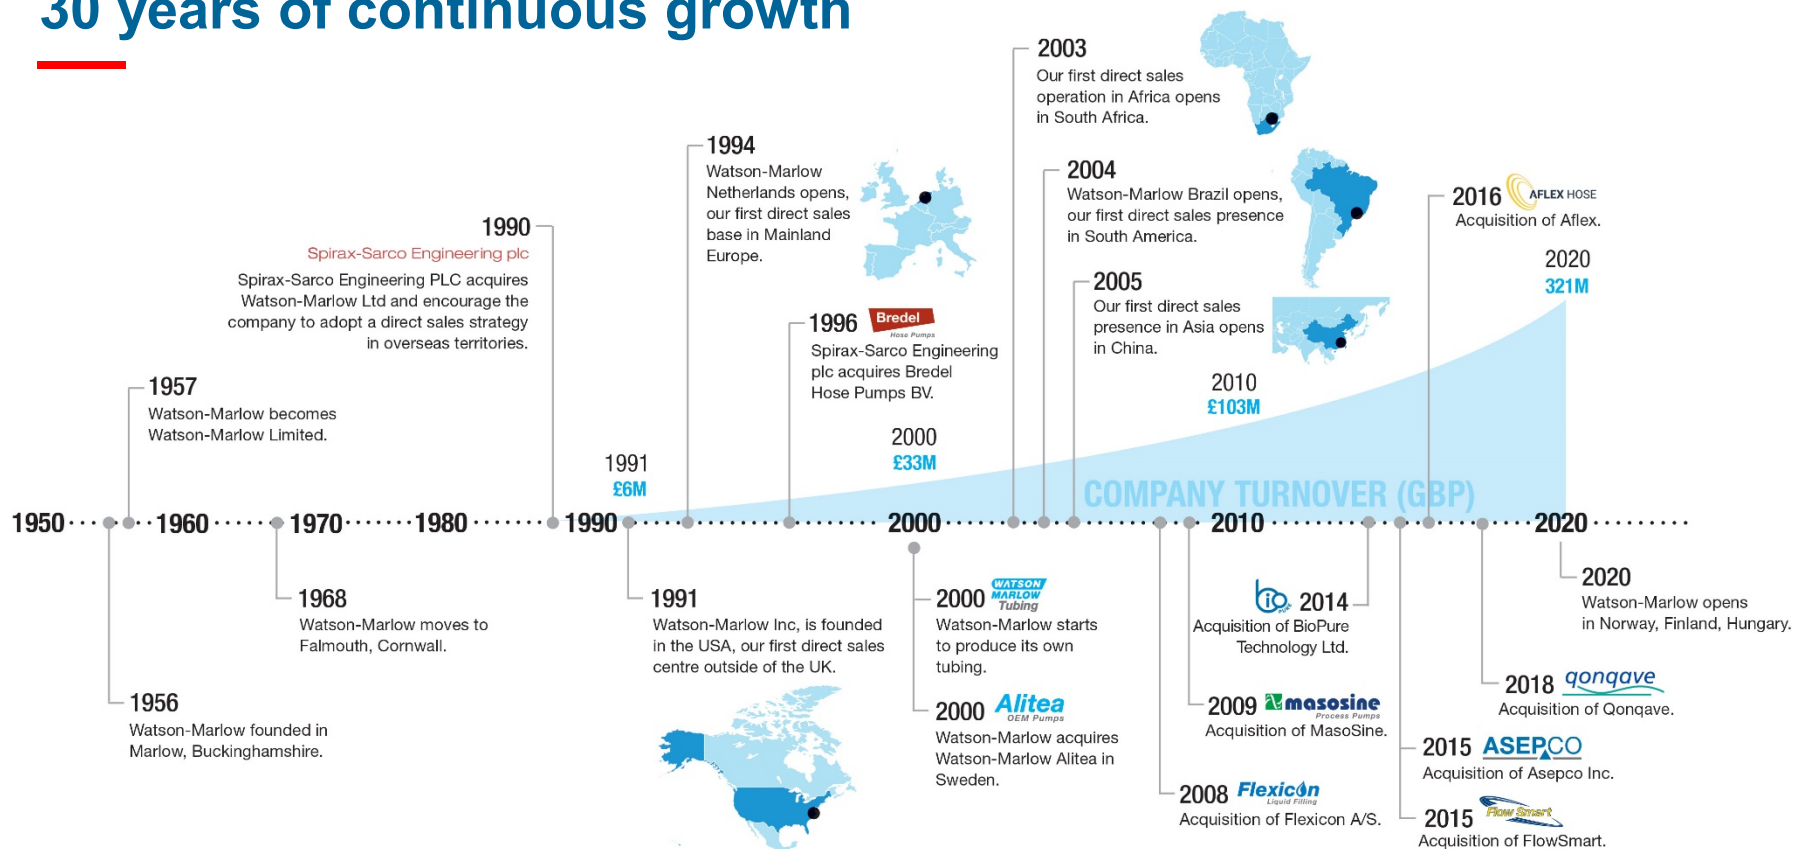 30 years of continuous growth
2003
Our first direct sales
operation in Africa opens
in South Africa.
1994
Watson-Marlow
Netherlands opens,
our first direct sales
base in Mainland
Europe.
2004
Watson-Marlow Brazil opens,
our first direct sales presence
in South America.
2016 AFLEX HOSE
Acquisition of Aflex.
1990
Spirax-Sarco Engineering plc
Spirax-Sarco Engineering PLC acquires
Watson-Marlow Ltd and encourage the
company to adopt a direct sales strategy
in overseas territories.
2020
321M
2005
Our first direct sales
presence in Asia opens
in China.
1996 Bredel
Hose Pumps
Spirax-Sarco Engineering
plc acquires Bredel
Hose Pumps BV.
1957
Watson-Marlow becomes
Watson-Marlow Limited.
2010
£103M
2000
£33M
1991
£6M
COMPANY TURNOVER (GBP)
1950 1960 1970 1980 1990 2000 2010 2020
1968
Watson-Marlow moves to
Falmouth, Cornwall.
1956
Watson-Marlow founded in
Marlow, Buckinghamshire.
1991
Watson-Marlow Inc, is founded
in the USA, our first direct sales
centre outside of the UK.
2000 WATSON
MARLOW
Tubing
Watson-Marlow starts
to produce its own
tubing.
2000 Alitea
OEM Pumps
Watson-Marlow acquires
Watson-Marlow Alitea in
Sweden.
bio PURE 2014
Acquisition of BioPure
Technology Ltd.
2009 masosine
Process Pumps
Acquisition of MasoSine.
2008 Flexicon
Liquid Filling
Acquisition of Flexicon A/S.
2020
Watson-Marlow opens
in Norway, Finland, Hungary.
2018 qonqave
Acquisition of Qonqave.
2015 ASEPCO
Acquisition of Asepco Inc.
2015 Flow Smart
Acquisition of FlowSmart.